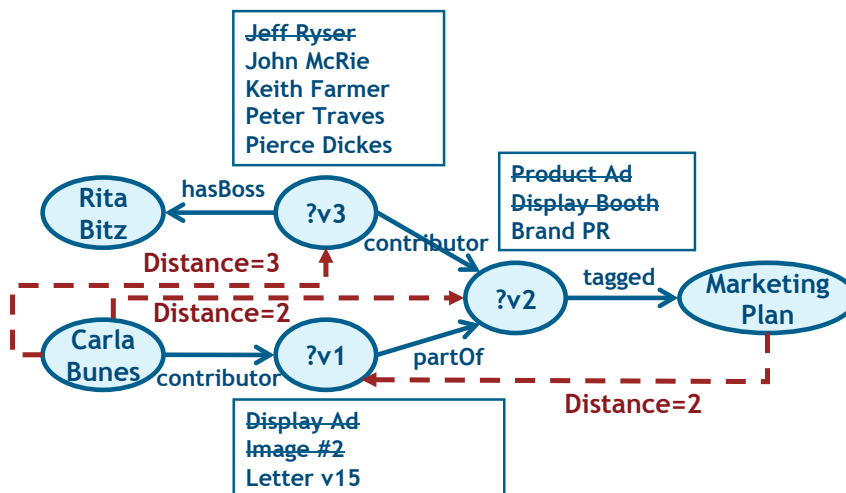 Jeff Ryser
John McRie
Keith Farmer
Peter Traves
Pierce Dickes
Product Ad
Display Booth
Brand PR
Rita
Bitz
hasBoss
?v3
contributor
Distance=3
Distance=2
?v2
tagged
Marketing
Plan
Carla
Bunes
contributor
?v1
partOf
Distance=2
Display Ad
Image #2
Letter v15